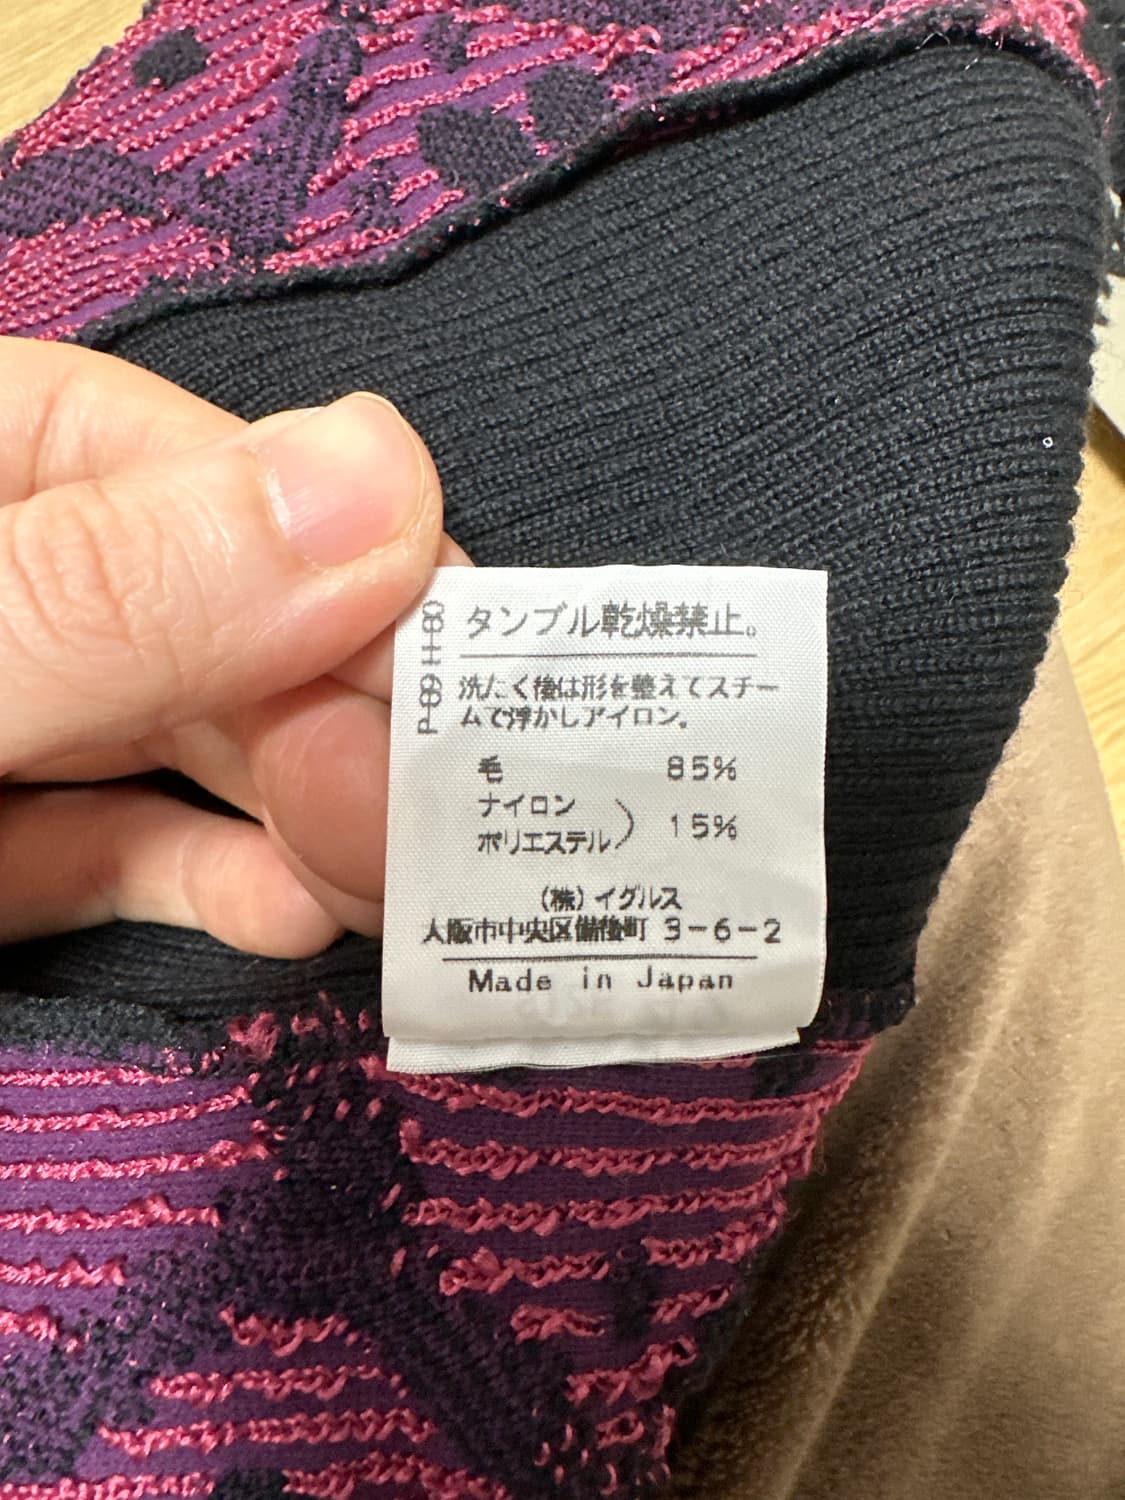 タンブル乾燥禁止。
洗たく後は形を整えてスチー
ムで浮かしアイロン。
毛 85%
ナイロン
ポリエステル) 15%
(株)イグルス
大阪市中央区備後町 3-6-2
Made in Japan